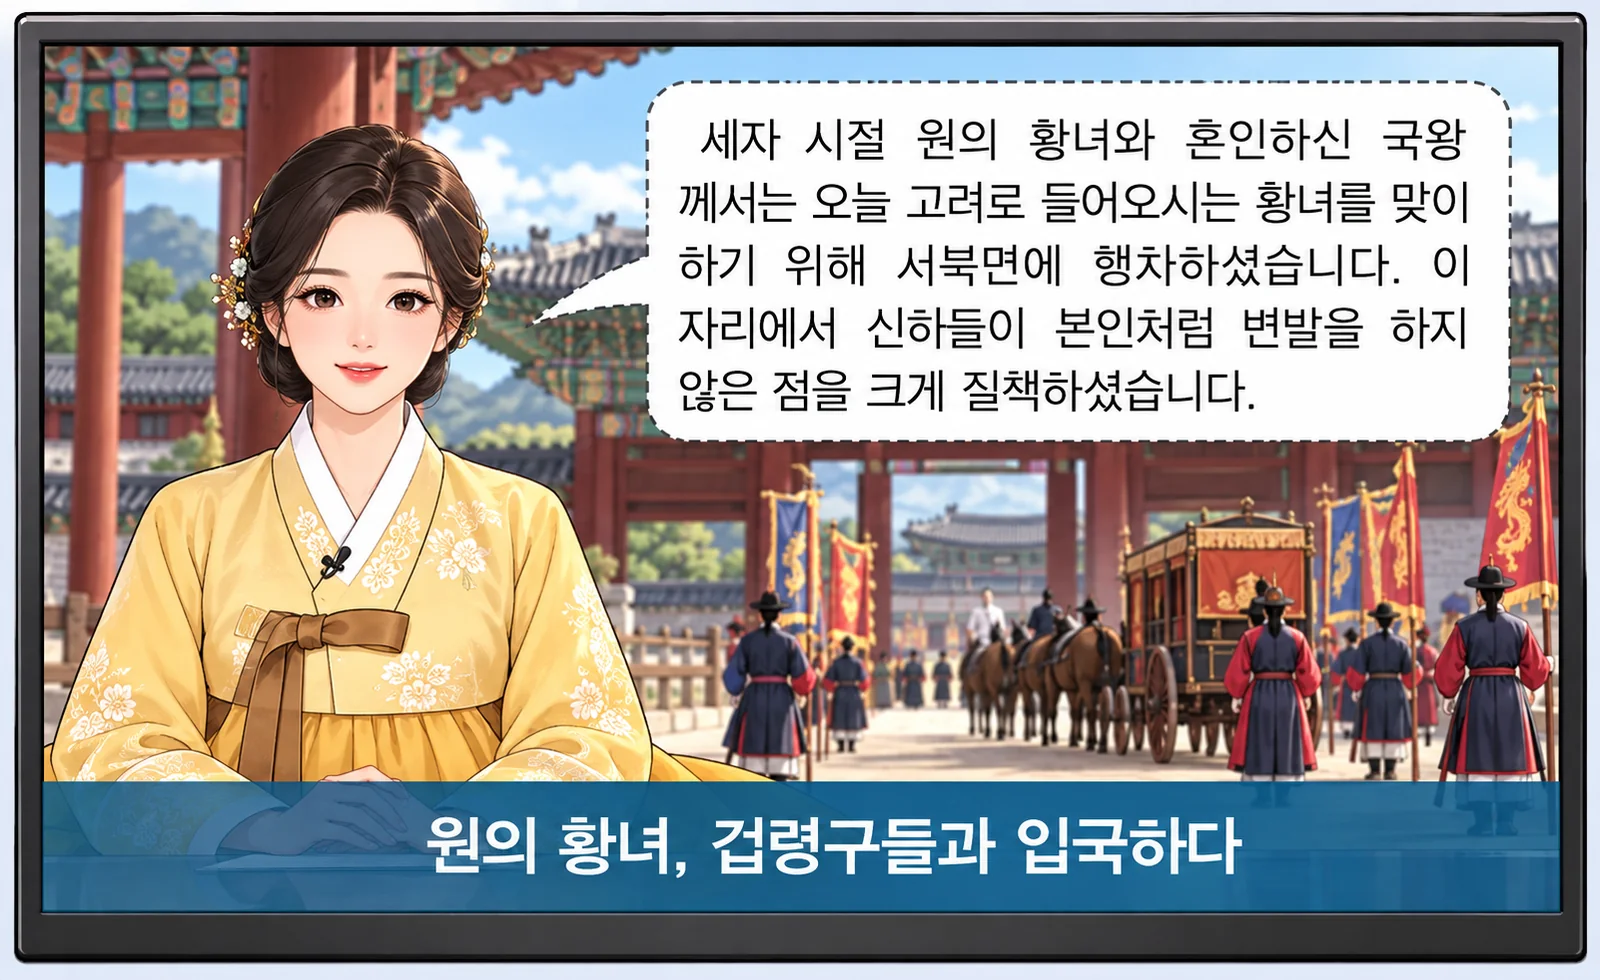 세자 시절 원의 황녀와 혼인하신 국왕
께서는 오늘 고려로 들어오시는 황녀를 맞이
하기 위해 서북면에 행차하셨습니다. 이
자리에서 신하들이 본인처럼 변발을 하지
않은 점을 크게 질책하셨습니다.
원의 황녀, 겁령구들과 입국하다